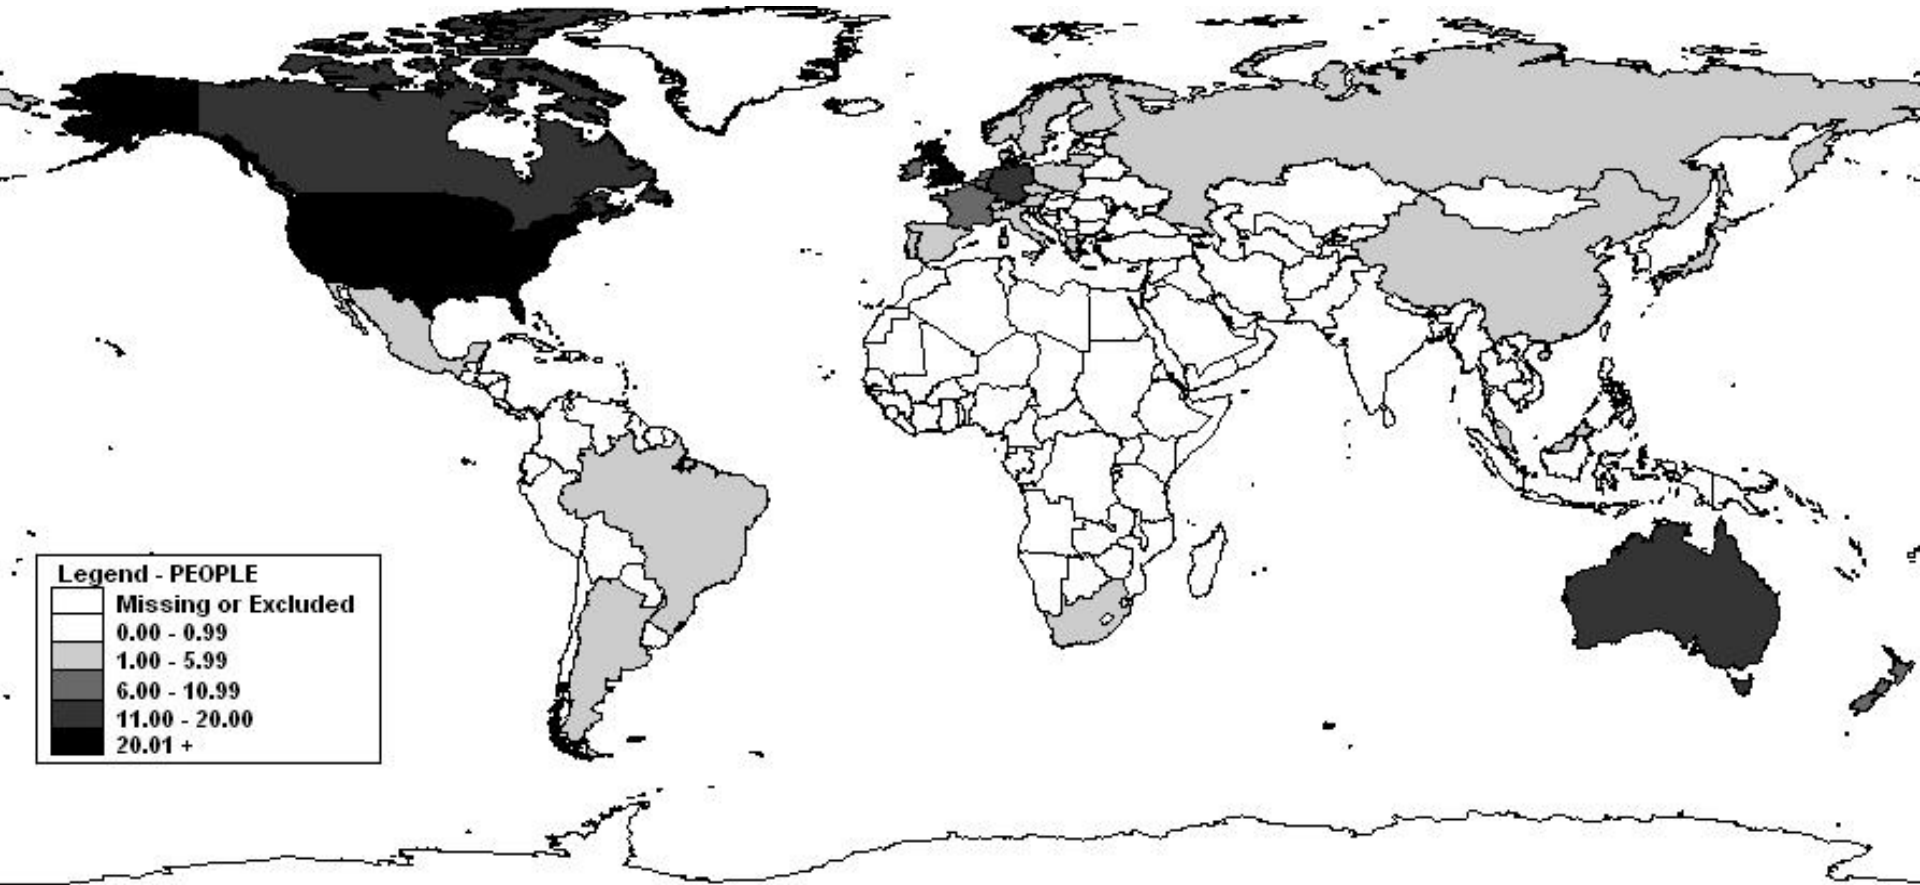 Legend - PEOPLE
Missing or Excluded
0.00 - 0.99
1.00 - 5.99
6.00 - 10.99
11.00 - 20.00
20.01 +